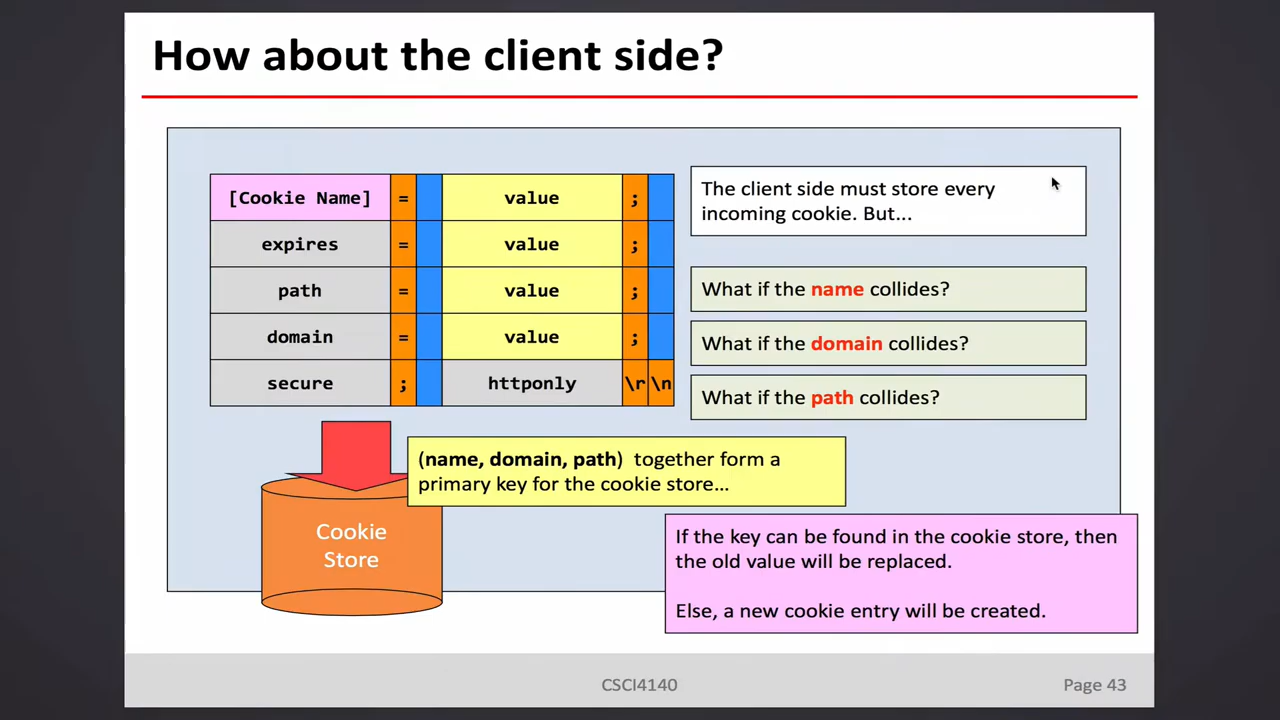 How about the client side?
[Cookie Name] = value ;
expires = value ;
path = value ;
domain = value ;
secure ; httponly \r \n
The client side must store every
incoming cookie. But...
What if the name collides?
What if the domain collides?
What if the path collides?
(name, domain, path) together form a
primary key for the cookie store...
Cookie
Store
If the key can be found in the cookie store, then
the old value will be replaced.
Else, a new cookie entry will be created.
CSCI4140
Page 43